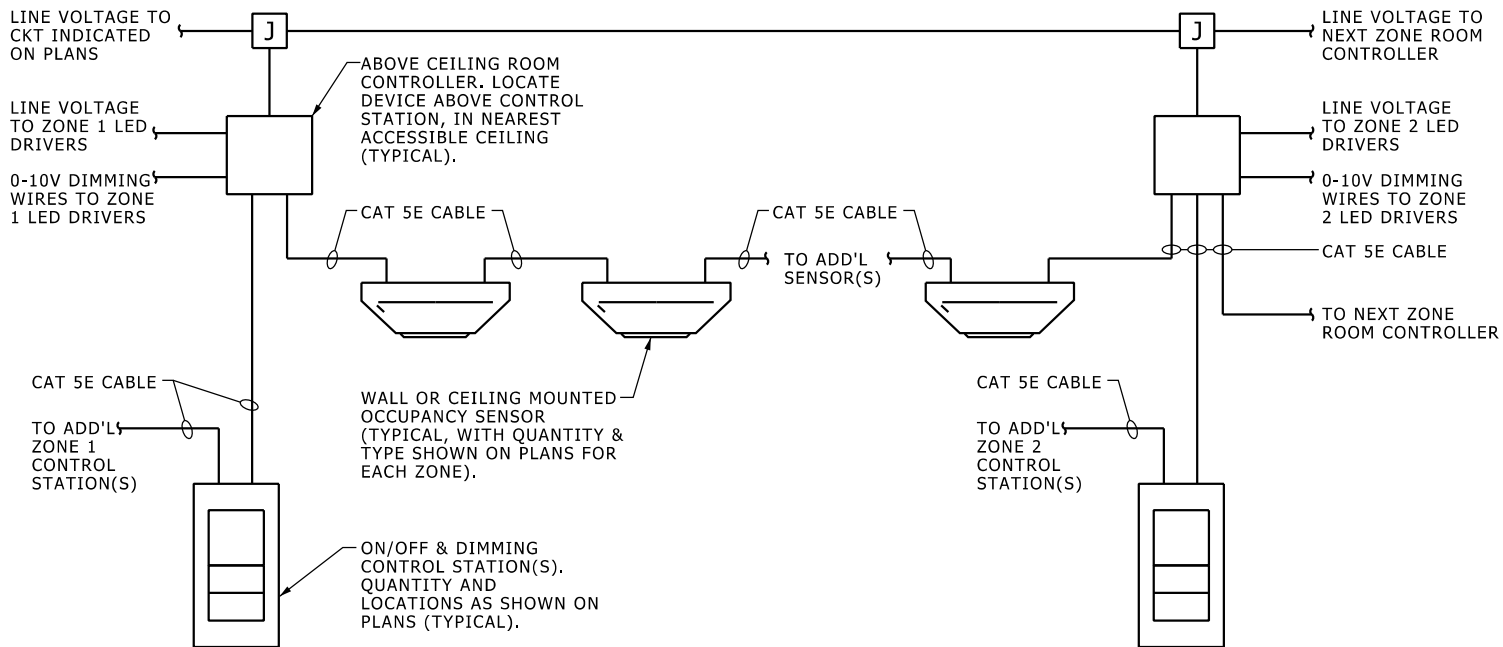 LINE VOLTAGE TO
CKT INDICATED
ON PLANS
J
J
LINE VOLTAGE TO
NEXT ZONE ROOM
CONTROLLER
ABOVE CEILING ROOM
CONTROLLER. LOCATE
DEVICE ABOVE CONTROL
STATION, IN NEAREST
ACCESSIBLE CEILING
(TYPICAL).
LINE VOLTAGE
TO ZONE 1 LED
DRIVERS
LINE VOLTAGE
TO ZONE 2 LED
DRIVERS
0-10V DIMMING
WIRES TO ZONE
1 LED DRIVERS
0-10V DIMMING
WIRES TO ZONE
2 LED DRIVERS
CAT 5E CABLE
CAT 5E CABLE
CAT 5E CABLE
TO ADD'L
SENSOR(S)
TO NEXT ZONE
ROOM CONTROLLER
CAT 5E CABLE
TO ADD'L
ZONE 1
CONTROL
STATION(S)
WALL OR CEILING MOUNTED
OCCUPANCY SENSOR
(TYPICAL, WITH QUANTITY &
TYPE SHOWN ON PLANS FOR
EACH ZONE).
CAT 5E CABLE
TO ADD'L
ZONE 2
CONTROL
STATION(S)
ON/OFF & DIMMING
CONTROL STATION(S).
QUANTITY AND
LOCATIONS AS SHOWN ON
PLANS (TYPICAL).